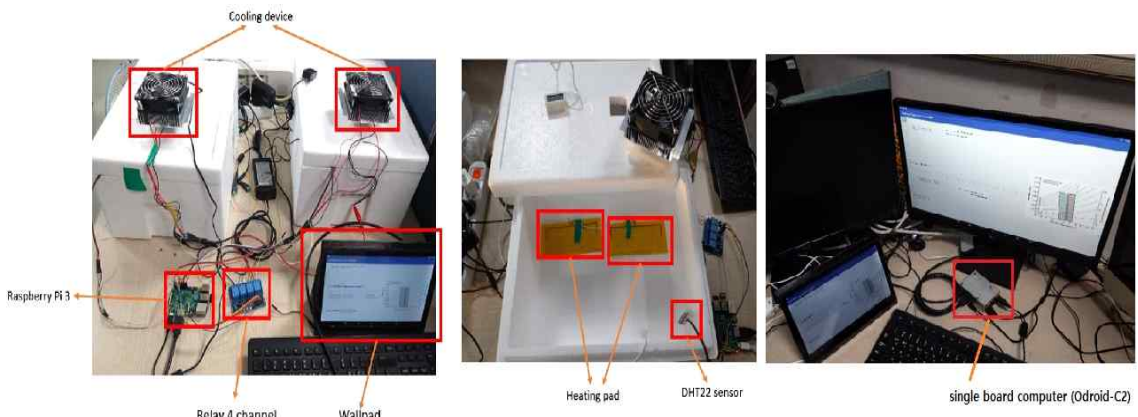 Cooling device
Raspberry Pi 3
Relay 4 channel
Wallpad
Heating pad
DHT22 sensor
single board computer (Odroid-C2)